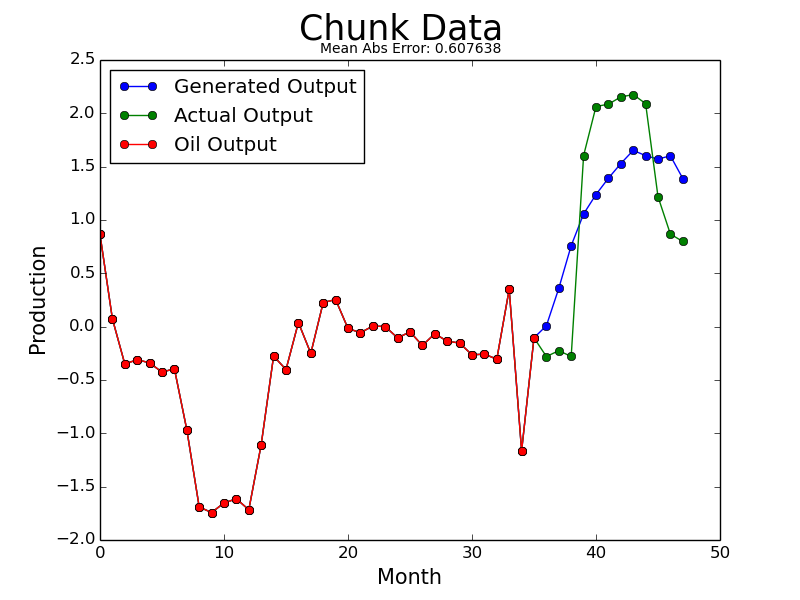 Chunk Data
Mean Abs Error: 0.607638
Generated Output
Actual Output
Oil Output
2.5
2.0
1.5
1.0
0.5
0.0
−0.5
−1.0
−1.5
−2.0
Production
0 10 20 30 40 50
Month